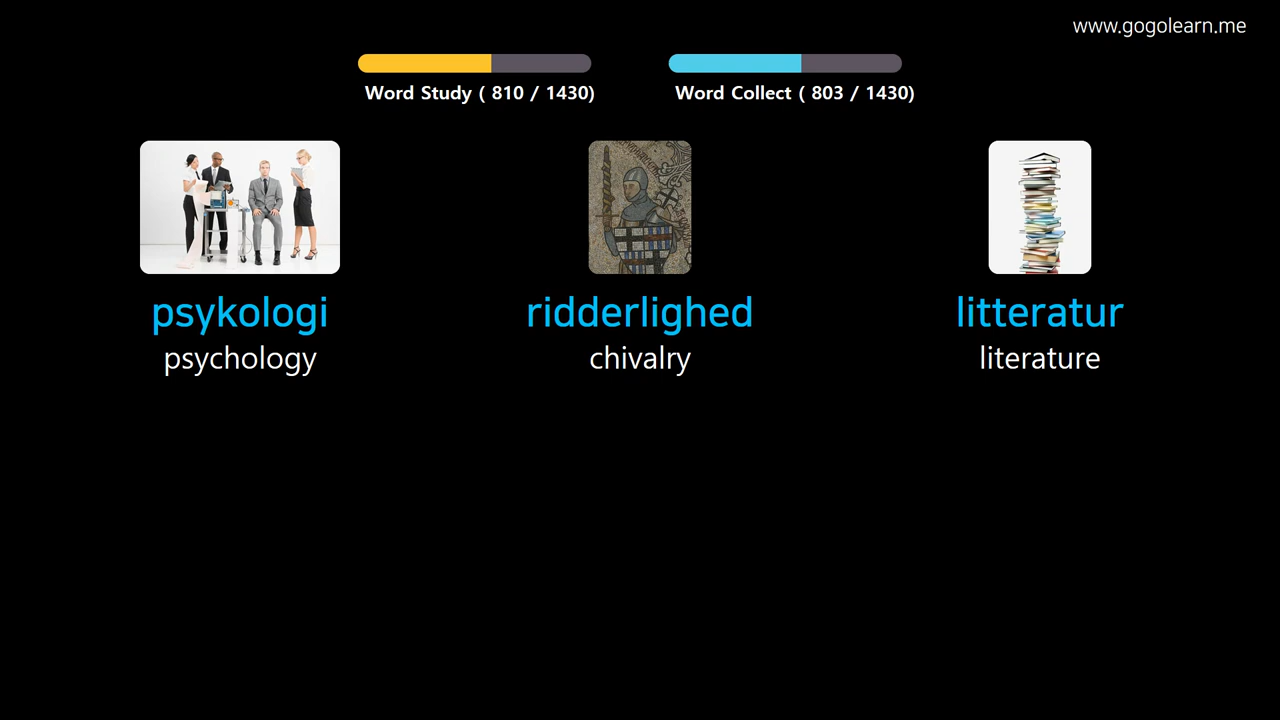 www.gogolearn.me
Word Study ( 810 / 1430)
Word Collect ( 803 / 1430)
psykologi
psychology
ridderlighed
chivalry
litteratur
literature